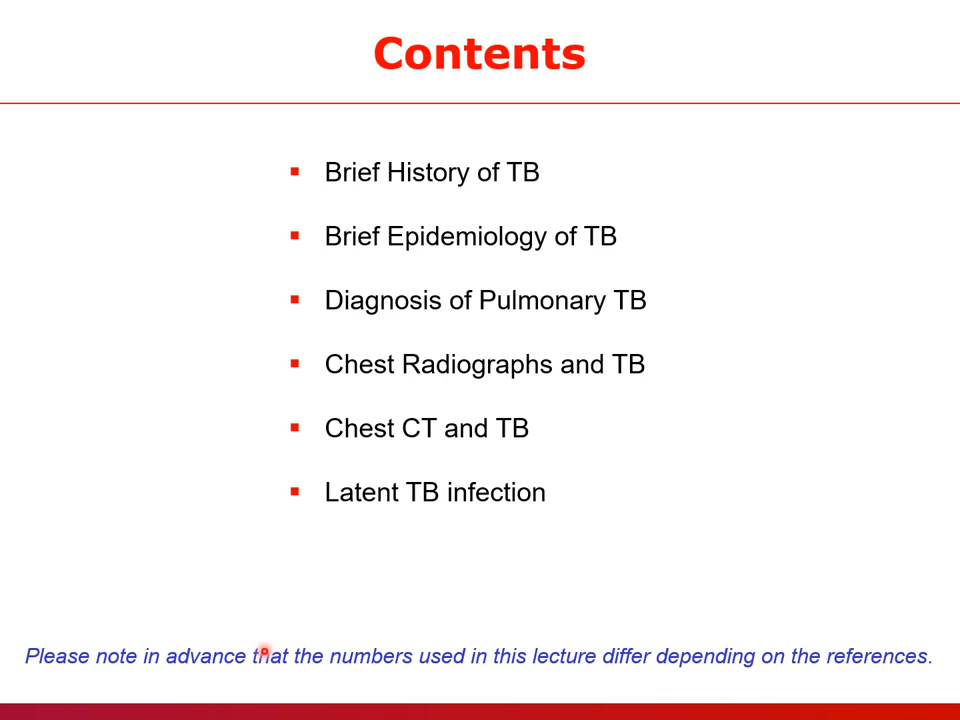 Contents
Brief History of TB
Brief Epidemiology of TB
Diagnosis of Pulmonary TB
Chest Radiographs and TB
Chest CT and TB
Latent TB infection
Please note in advance that the numbers used in this lecture differ depending on the references.